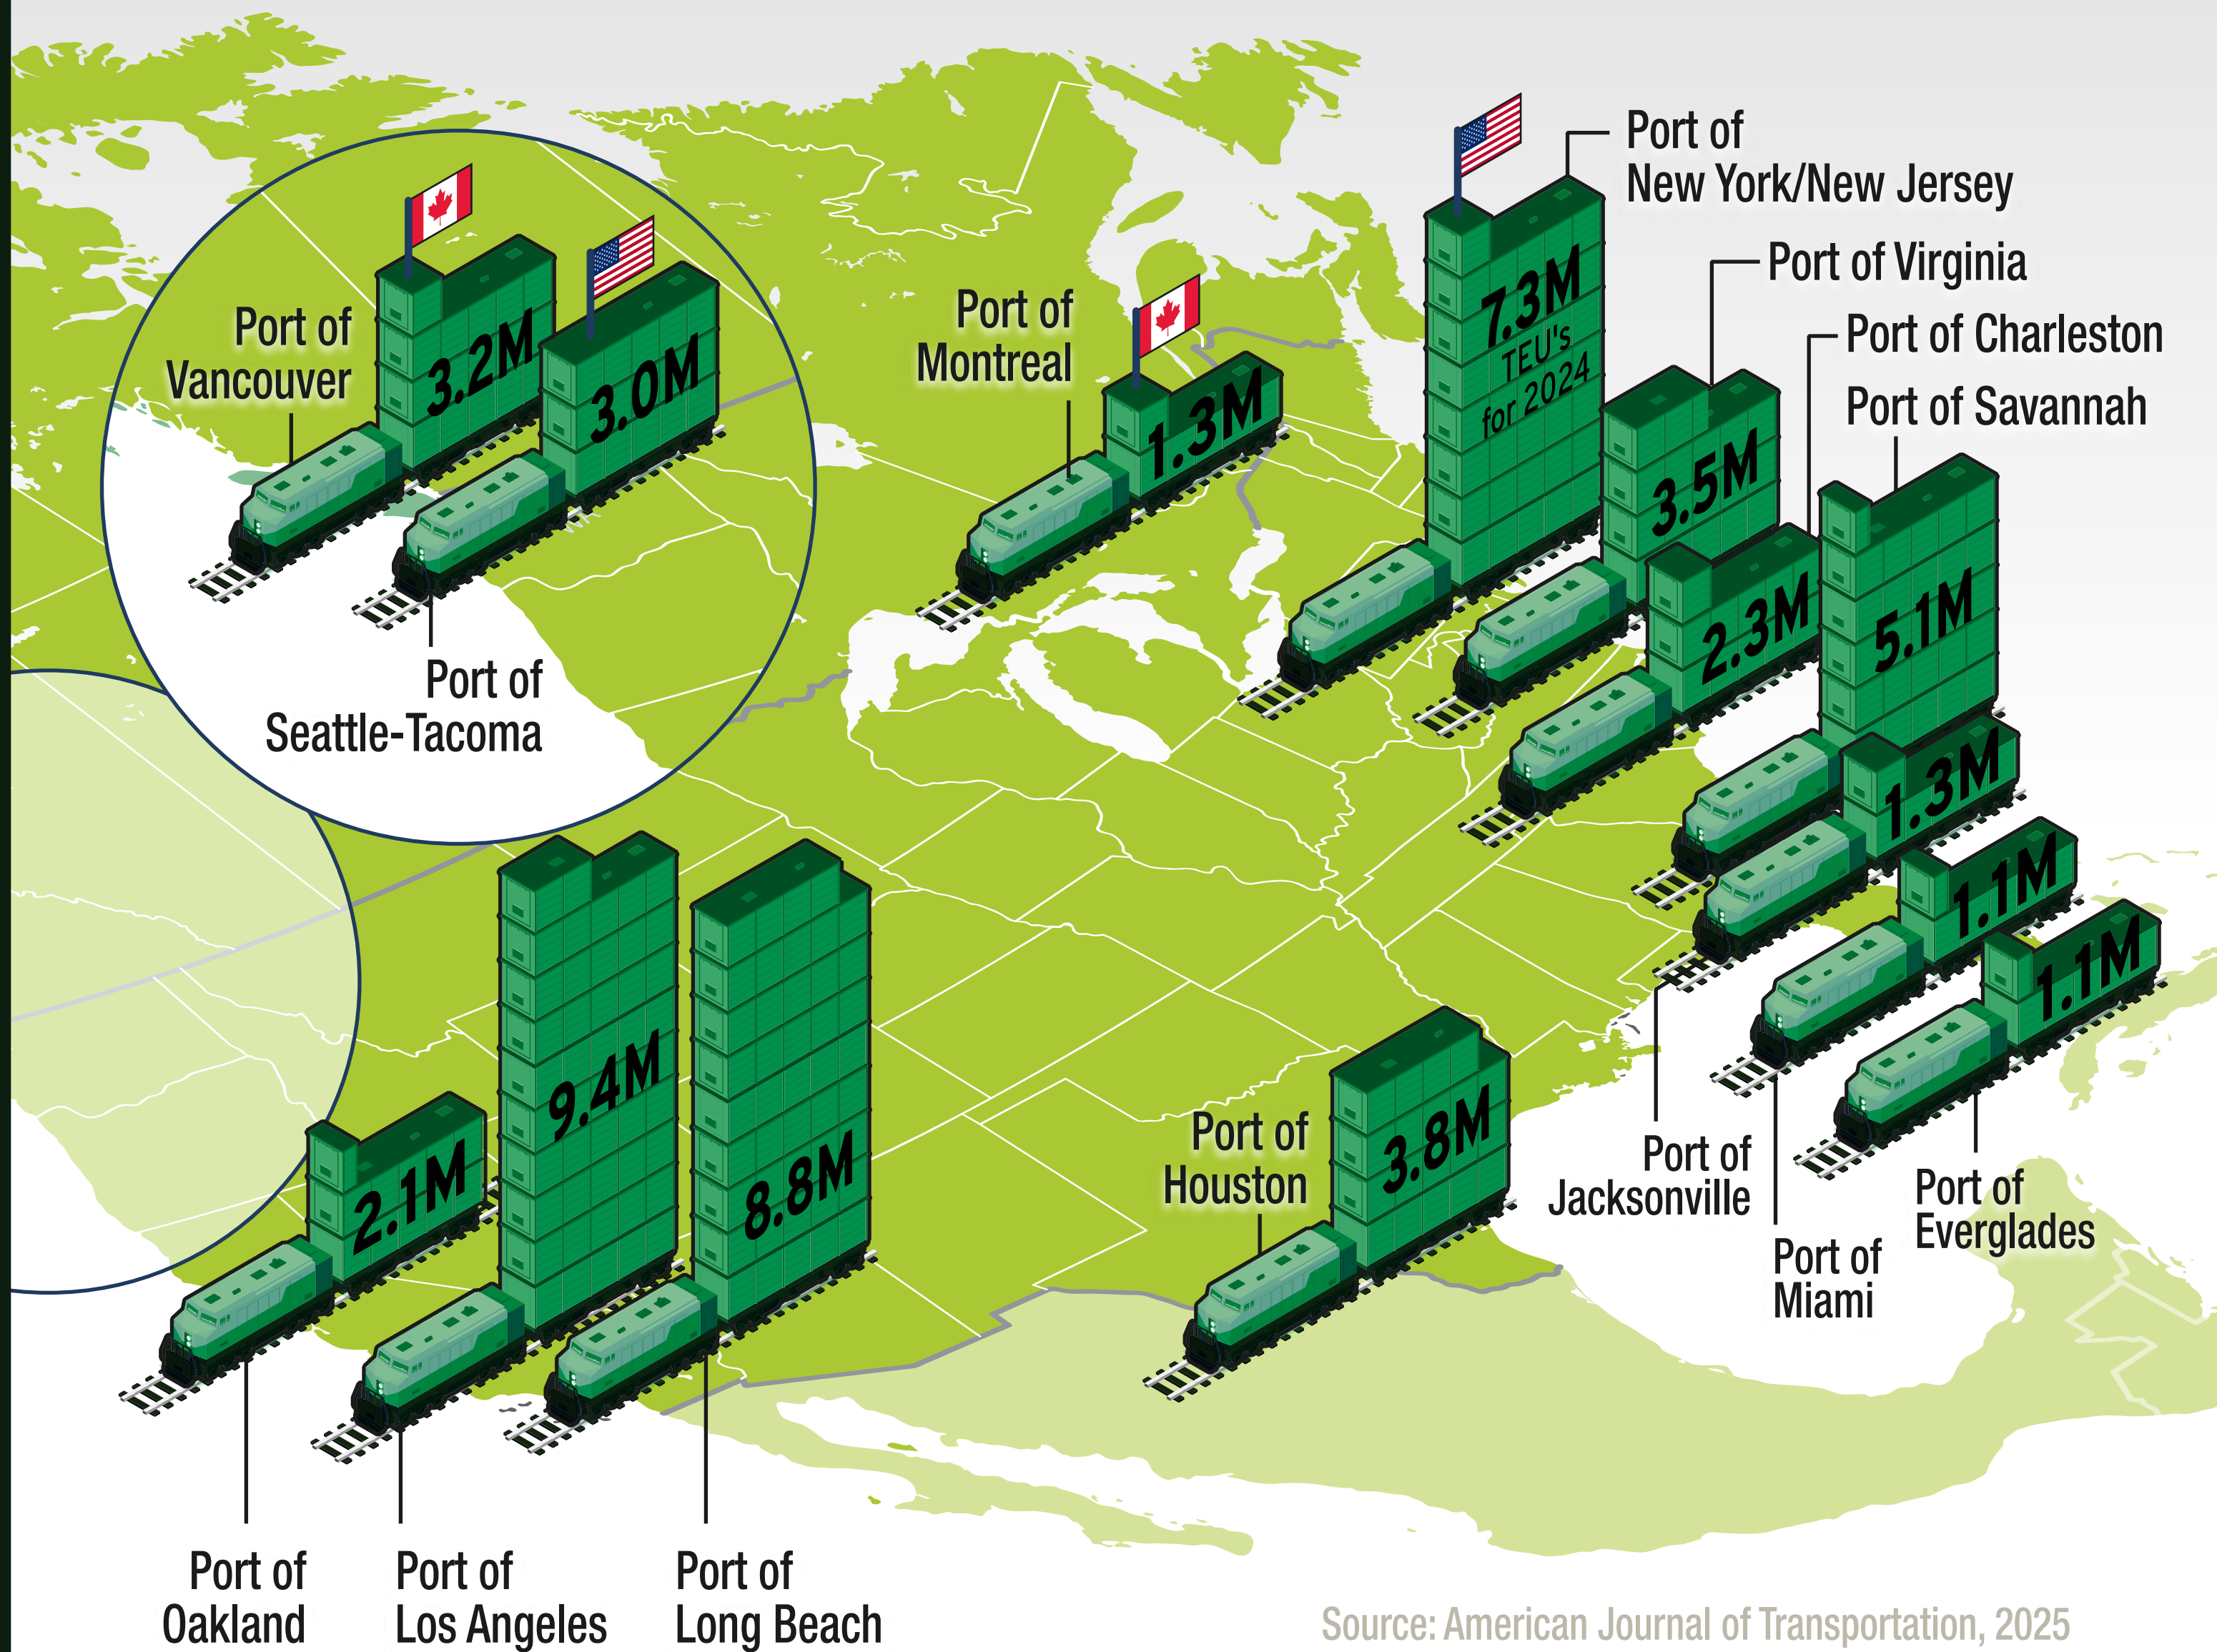 Port of
Vancouver
3.2M
3.0M
Port of
Seattle-Tacoma
Port of
Montreal
1.3M
Port of
New York/New Jersey
7.3M
TEU's
for 2024
Port of Virginia
3.5M
Port of Charleston
2.3M
Port of Savannah
5.1M
1.3M
1.1M
1.1M
Port of
Jacksonville
Port of
Miami
Port of
Everglades
Port of
Houston
3.8M
2.1M
9.4M
8.8M
Port of
Oakland
Port of
Los Angeles
Port of
Long Beach
Source: American Journal of Transportation, 2025